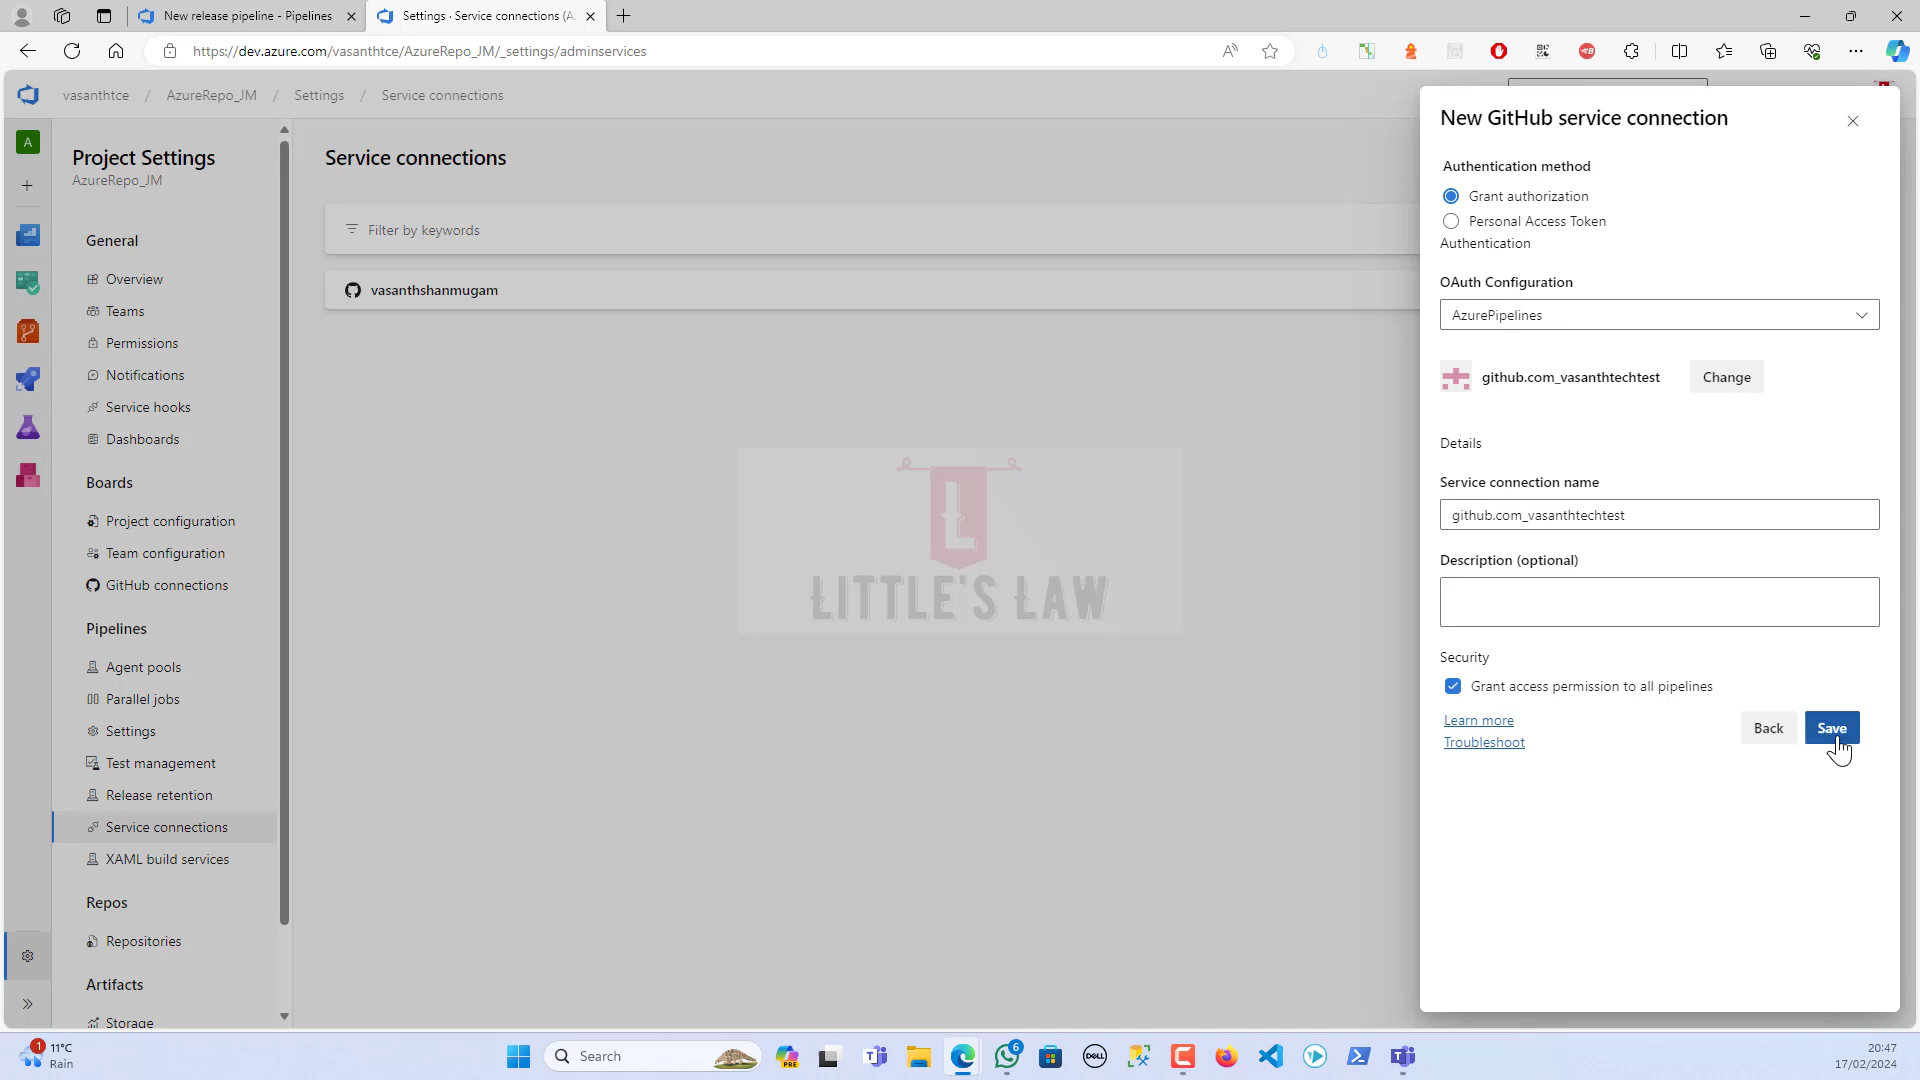 New release pipeline - Pipelines
Settings · Service connections (A
https://dev.azure.com/vasanthtce/AzureRepo_JM/_settings/adminservices
vasanthtce / AzureRepo_JM / Settings / Service connections
A
Project Settings
AzureRepo_JM
General
Overview
Teams
Permissions
Notifications
Service hooks
Dashboards
Boards
Project configuration
Team configuration
GitHub connections
Pipelines
Agent pools
Parallel jobs
Settings
Test management
Release retention
Service connections
XAML build services
Repos
Repositories
Artifacts
Storage
Service connections
Filter by keywords
vasanthshanmugam
L
LITTLE'S LAW
New GitHub service connection
Authentication method
Grant authorization
Personal Access Token
Authentication
OAuth Configuration
AzurePipelines
github.com_vasanthtechtest
Change
Details
Service connection name
github.com_vasanthtechtest
Description (optional)
Security
Grant access permission to all pipelines
Learn more
Troubleshoot
Back
Save
1
11°C
Rain
Search
PRE
6
DELL
20:47
17/02/2024